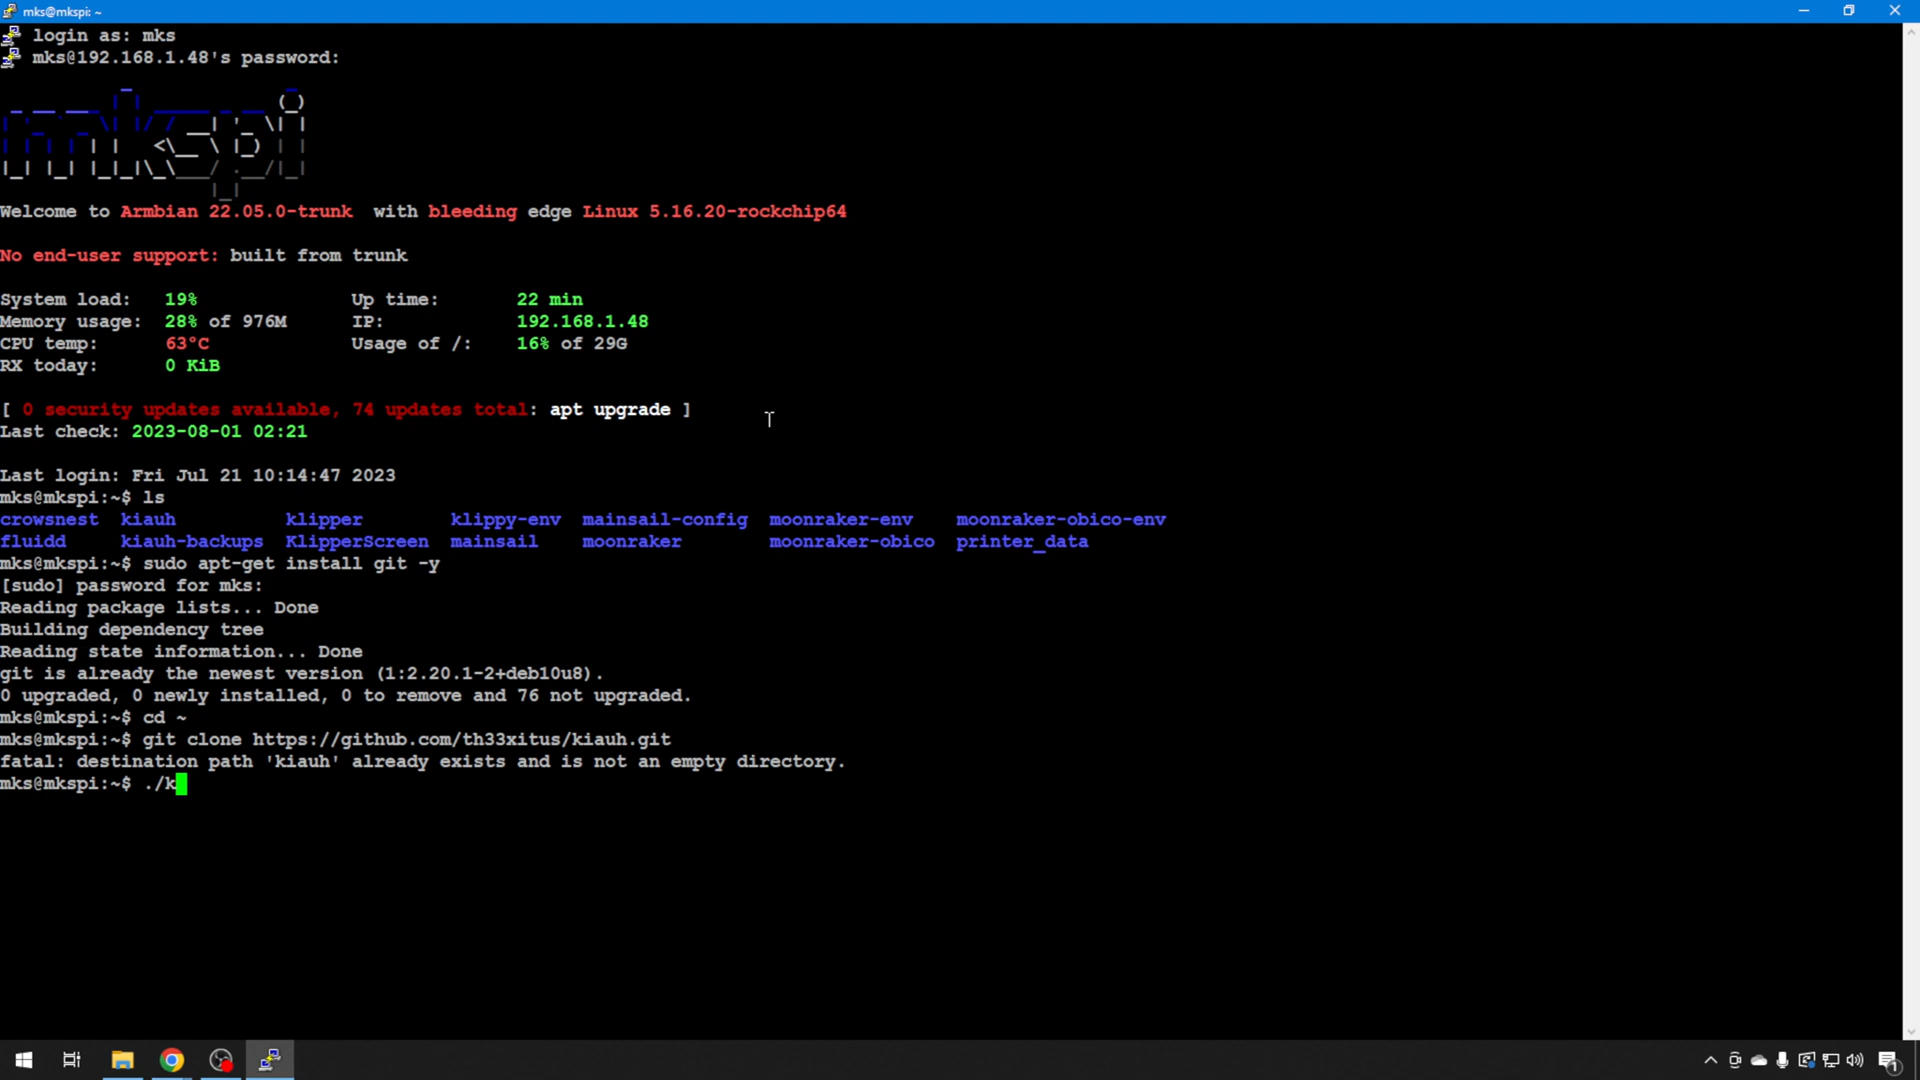 mks@mkspi: ~
login as: mks
mks@192.168.1.48's password:
mkspi
Welcome to Armbian 22.05.0-trunk with bleeding edge Linux 5.16.20-rockchip64
No end-user support: built from trunk
System load: 19% Up time: 22 min
Memory usage: 28% of 976M IP: 192.168.1.48
CPU temp: 63°C Usage of /: 16% of 29G
RX today: 0 KiB
[ 0 security updates available, 74 updates total: apt upgrade ]
Last check: 2023-08-01 02:21
Last login: Fri Jul 21 10:14:47 2023
mks@mkspi:~$ ls
crowsnest kiauh klipper klippy-env mainsail-config moonraker-env moonraker-obico-env
fluidd kiauh-backups KlipperScreen mainsail moonraker moonraker-obico printer_data
mks@mkspi:~$ sudo apt-get install git -y
[sudo] password for mks:
Reading package lists... Done
Building dependency tree
Reading state information... Done
git is already the newest version (1:2.20.1-2+deb10u8).
0 upgraded, 0 newly installed, 0 to remove and 76 not upgraded.
mks@mkspi:~$ cd ~
mks@mkspi:~$ git clone https://github.com/th33xitus/kiauh.git
fatal: destination path 'kiauh' already exists and is not an empty directory.
mks@mkspi:~$ ./k
1